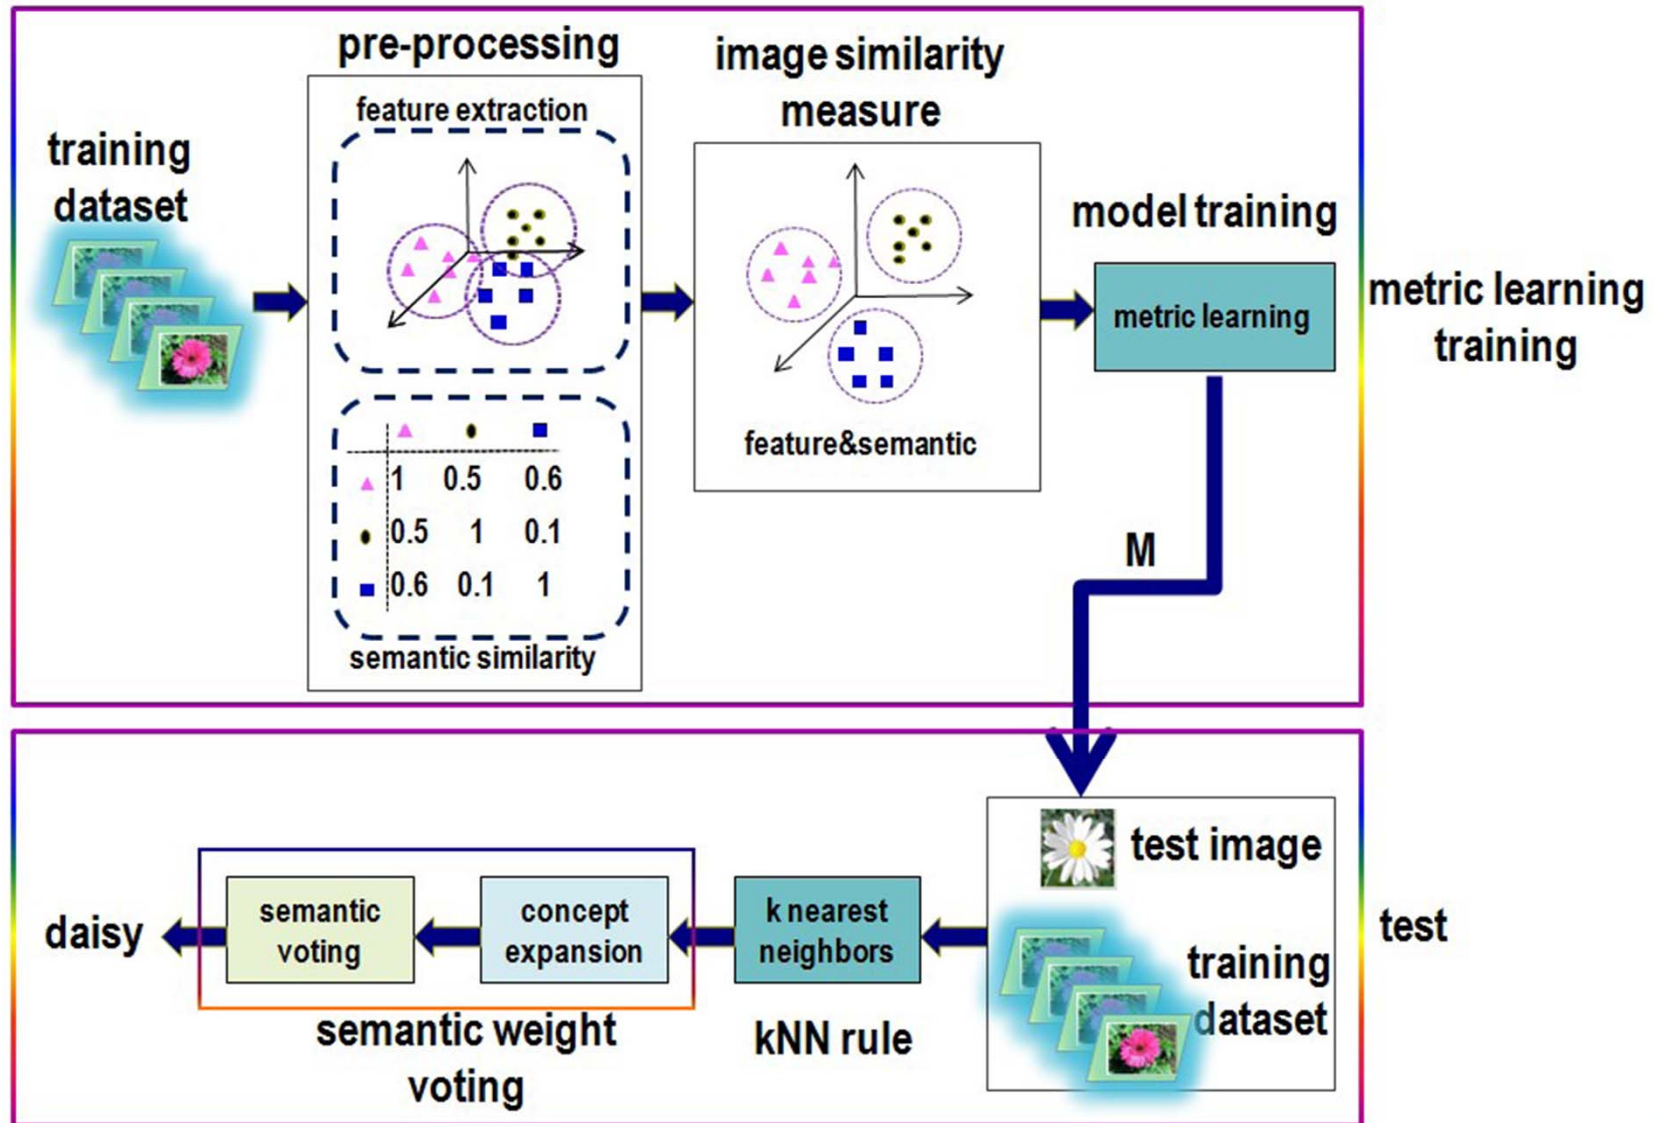 pre-processing
image similarity
measure
feature extraction
training
dataset
model training
metric learning
metric learning
training
feature&semantic
1 0.5 0.6
0.5 1 0.1
0.6 0.1 1
semantic similarity
M
test image
semantic
voting
concept
expansion
k nearest
neighbors
daisy
test
training
dataset
semantic weight
voting
kNN rule